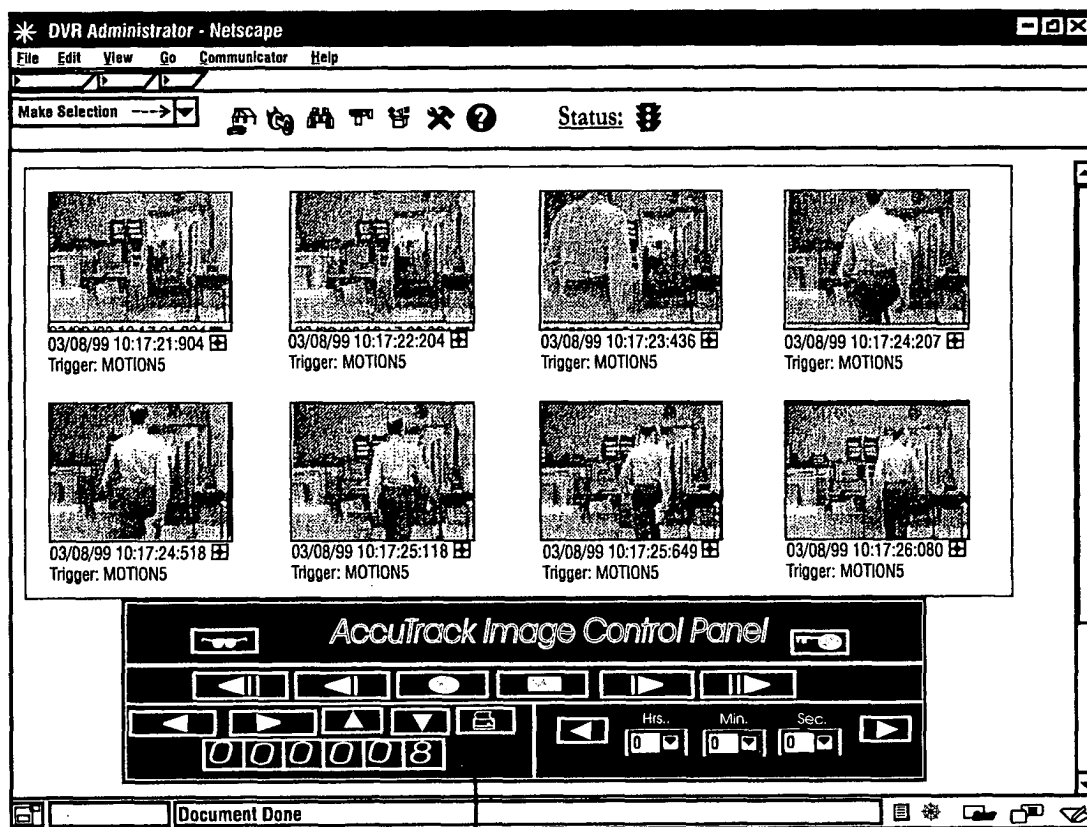 DVR Administrator - Netscape
File Edit View Go Communicator Help
Make Selection --->
Status:
03/08/99 10:17:21:904
03/08/99 10:17:22:204
03/08/99 10:17:23:436
03/08/99 10:17:24:207
Trigger: MOTION5
Trigger: MOTION5
Trigger: MOTION5
Trigger: MOTION5
03/08/99 10:17:24:518
03/08/99 10:17:25:118
03/08/99 10:17:25:649
03/08/99 10:17:26:080
Trigger: MOTION5
Trigger: MOTION5
Trigger: MOTION5
Trigger: MOTION5
AccuTrack Image Control Panel
Hrs.. Min. Sec.
0 0 0
000008
Document Done